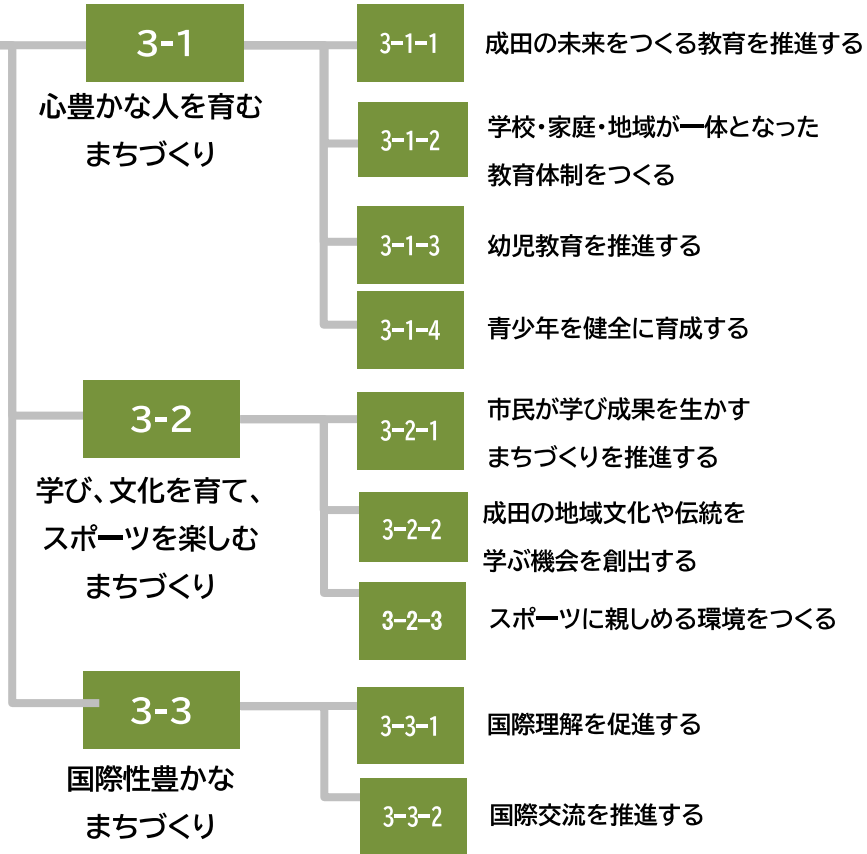 3-1
心豊かな人を育む
まちづくり
3-1-1
成田の未来をつくる教育を推進する
3-1-2
学校・家庭・地域が一体となった
教育体制をつくる
3-1-3
幼児教育を推進する
3-1-4
青少年を健全に育成する
3-2
学び、文化を育て、
スポーツを楽しむ
まちづくり
3-2-1
市民が学び成果を生かす
まちづくりを推進する
3-2-2
成田の地域文化や伝統を
学ぶ機会を創出する
3-2-3
スポーツに親しめる環境をつくる
3-3
国際性豊かな
まちづくり
3-3-1
国際理解を促進する
3-3-2
国際交流を推進する